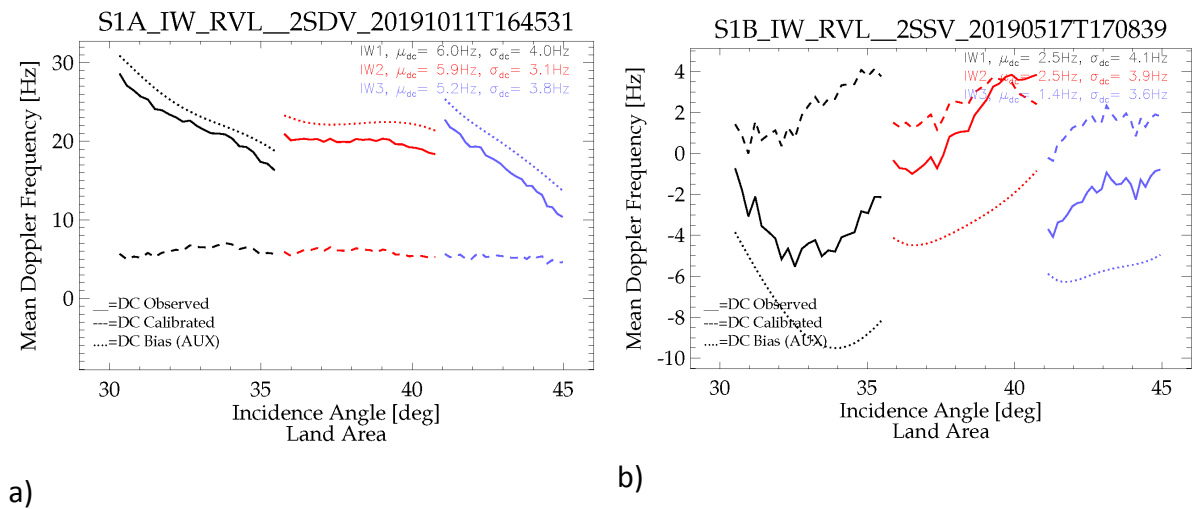 S1A_IW_RVL__2SDV_20191011T164531
IW1, μdc= 6.0Hz, σdc= 4.0Hz
IW2, μdc= 5.9Hz, σdc= 3.1Hz
IW3, μdc= 5.2Hz, σdc= 3.8Hz
Mean Doppler Frequency [Hz]
30
20
10
0
__=DC Observed
---=DC Calibrated
.....=DC Bias (AUX)
30 35 40 45
Incidence Angle [deg]
Land Area
a)
S1B_IW_RVL__2SSV_20190517T170839
IW1, μdc= 2.5Hz, σdc= 4.1Hz
IW2, μdc= 2.5Hz, σdc= 3.9Hz
IW3, μdc= 1.4Hz, σdc= 3.6Hz
Mean Doppler Frequency [Hz]
4
2
0
-2
-4
-6
-8
-10
__=DC Observed
---=DC Calibrated
.....=DC Bias (AUX)
30 35 40 45
Incidence Angle [deg]
Land Area
b)